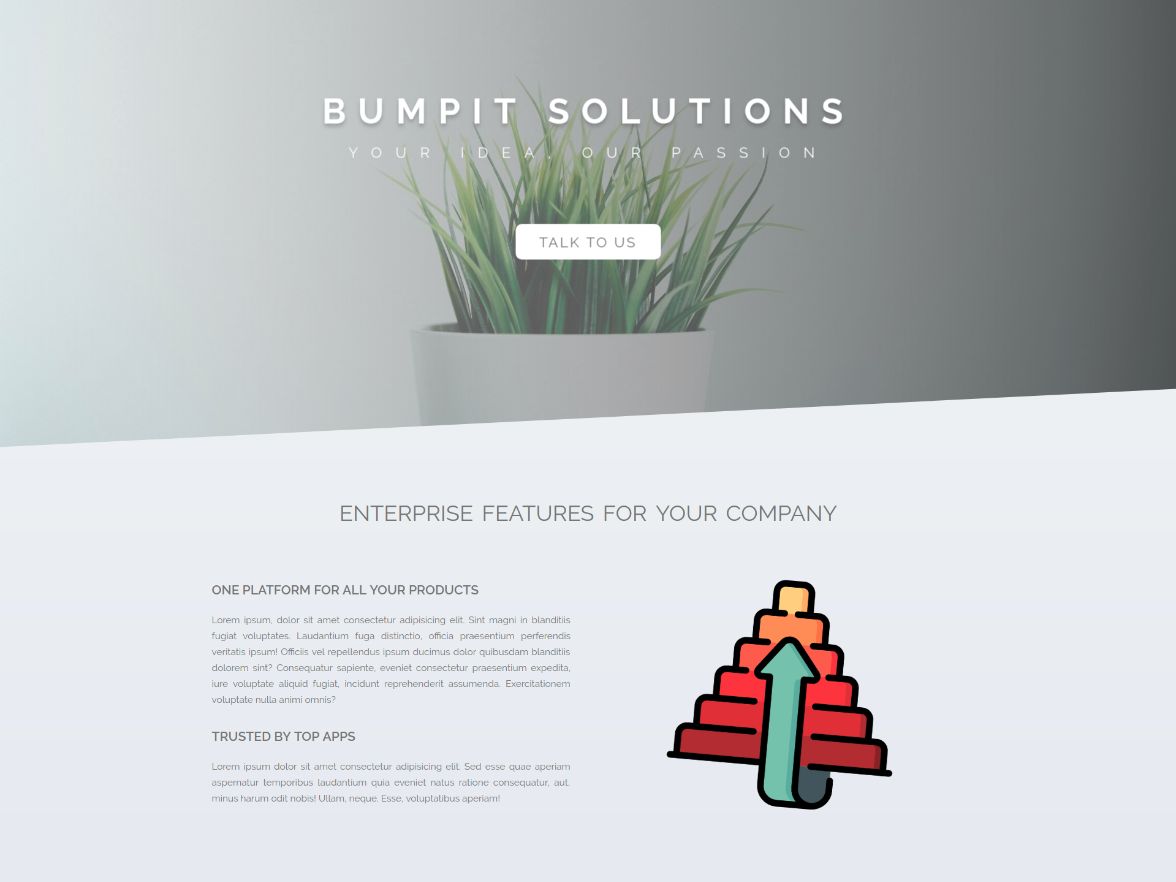 BUMPIT SOLUTIONS
YOUR IDEA, OUR PASSION
TALK TO US
ENTERPRISE FEATURES FOR YOUR COMPANY
ONE PLATFORM FOR ALL YOUR PRODUCTS
Lorem ipsum, dolor sit amet consectetur adipisicing elit. Sint magni in blanditiis
fugiat voluptates. Laudantium fuga distinctio, officia praesentium perferendis
veritatis ipsum! Officiis vel repellendus ipsum ducimus dolor quibusdam blanditiis
dolorem sint? Consequatur sapiente, eveniet consectetur praesentium expedita,
iure voluptate aliquid fugiat, incidunt reprehenderit assumenda. Exercitationem
voluptate nulla animi omnis?
TRUSTED BY TOP APPS
Lorem ipsum dolor sit amet consectetur adipisicing elit. Sed esse quae aperiam
aspernatur temporibus laudantium quia eveniet natus ratione consequatur, aut,
minus harum odit nobis! Ullam, neque. Esse, voluptatibus aperiam!